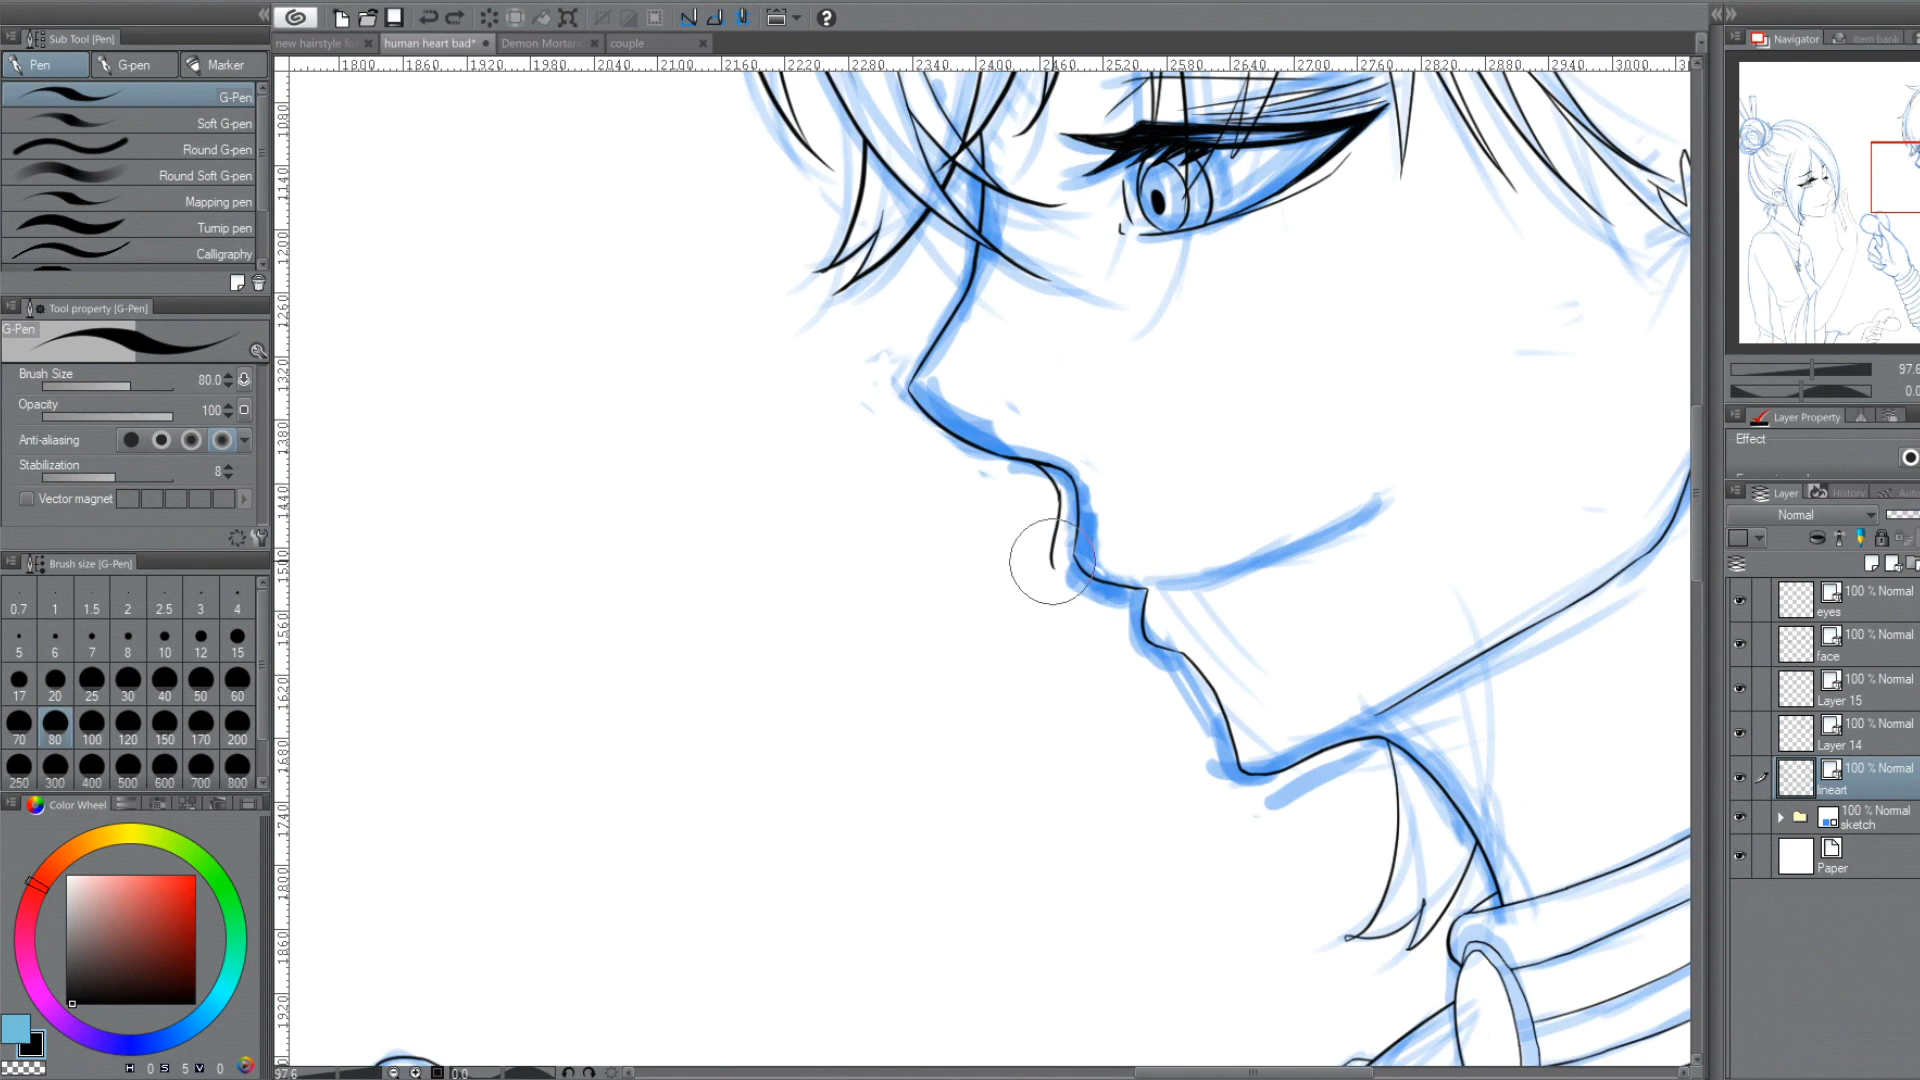 Sub Tool [Pen]
Pen
G-pen
Marker
G-Pen
Soft G-pen
Round G-pen
Round Soft G-pen
Mapping pen
Turnip pen
Calligraphy
Tool property [G-Pen]
G-Pen
Brush Size 80.0
Opacity 100
Anti-aliasing
Stabilization 8
Vector magnet
Brush size [G-Pen]
0.7 1 1.5 2 2.5 3 4
5 6 7 8 10 12 15
17 20 25 30 40 50 60
70 80 100 120 150 170 200
250 300 400 500 600 700 800
Color Wheel
H 0 S 5 V 0
new hairstyle
human heart bad*
Demon Mortar
couple
1800 1860 1920 1980 2040 2100 2160 2220 2280 2340 2400 2460 2520 2580 2640 2700 2760 2820 2880 2940 3000
1080
1140
1200
1260
1320
1380
1440
1500
1560
1620
1680
1740
1800
1860
1920
97.6
0.0
Navigator
Item bank
97.6
0.0
Layer Property
Effect
Layer
History
Auto
Normal
100 % Normal
eyes
100 % Normal
face
100 % Normal
Layer 15
100 % Normal
Layer 14
100 % Normal
lineart
100 % Normal
sketch
Paper